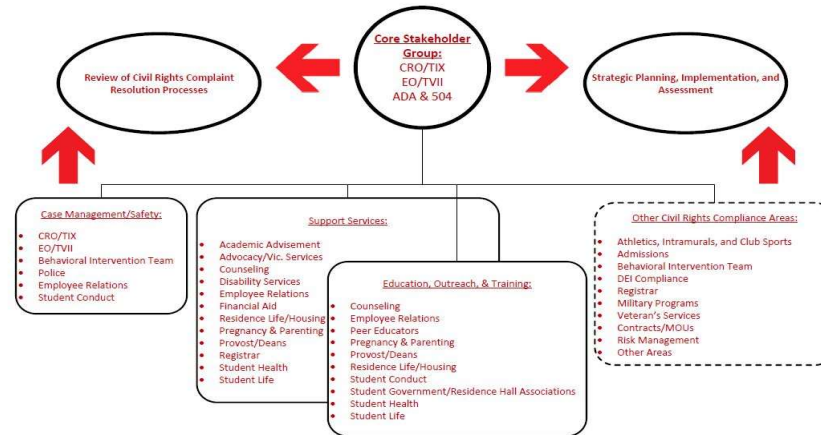 Core Stakeholder
Group:
CRO/TIX
EO/TVII
ADA & 504
Review of Civil Rights Complaint
Resolution Processes
Strategic Planning, Implementation, and
Assessment
Case Management/Safety:
CRO/TIX
EO/TVII
Behavioral Intervention Team
Police
Employee Relations
Student Conduct
Support Services:
Academic Advisement
Advocacy/Vic. Services
Counseling
Disability Services
Employee Relations
Financial Aid
Residence Life/Housing
Pregnancy & Parenting
Provost/Deans
Registrar
Student Health
Student Life
Education, Outreach, & Training:
Counseling
Employee Relations
Peer Educators
Pregnancy & Parenting
Provost/Deans
Residence Life/Housing
Student Conduct
Student Government/Residence Hall Associations
Student Health
Student Life
Other Civil Rights Compliance Areas:
Athletics, Intramurals, and Club Sports
Admissions
Behavioral Intervention Team
DEI Compliance
Registrar
Military Programs
Veteran's Services
Contracts/MOUs
Risk Management
Other Areas